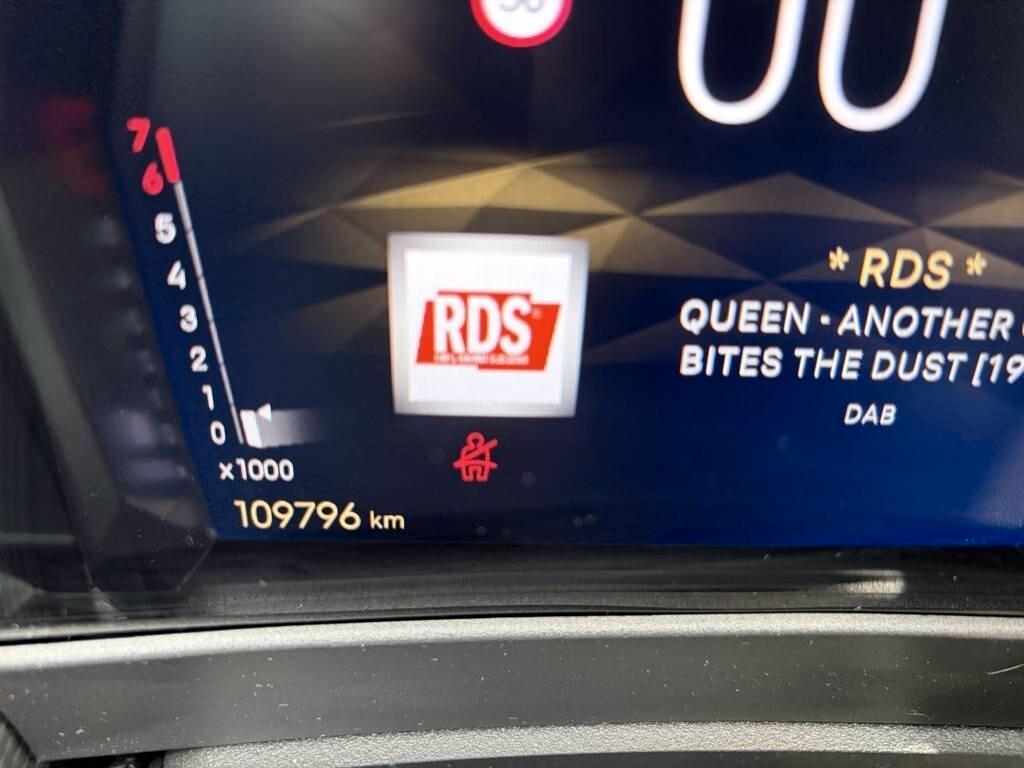 7
6
5
4
3
2
1
0
x1000
109796 km
RDS
* RDS *
QUEEN · ANOTHER
BITES THE DUST [19
DAB